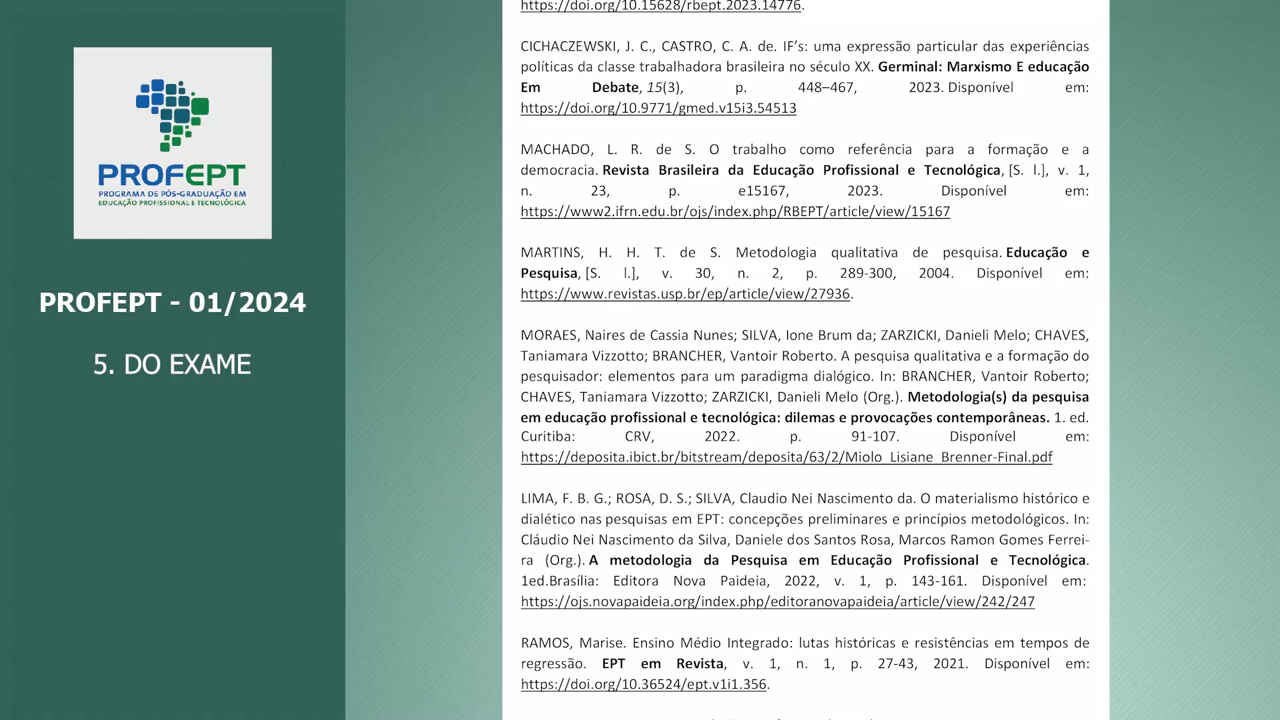 PROFEPT
PROGRAMA DE PÓS-GRADUAÇÃO EM
EDUCAÇÃO PROFISSIONAL E TECNOLÓGICA
PROFEPT - 01/2024
5. DO EXAME
https://doi.org/10.15628/rbept.2023.14776.
CICHACZEWSKI, J. C., CASTRO, C. A. de. IF’s: uma expressão particular das experiências
políticas da classe trabalhadora brasileira no século XX. Germinal: Marxismo E educação
Em Debate, 15(3), p. 448–467, 2023. Disponível em:
https://doi.org/10.9771/gmed.v15i3.54513
MACHADO, L. R. de S. O trabalho como referência para a formação e a
democracia. Revista Brasileira da Educação Profissional e Tecnológica, [S. l.], v. 1,
n. 23, p. e15167, 2023. Disponível em:
https://www2.ifrn.edu.br/ojs/index.php/RBEPT/article/view/15167
MARTINS, H. H. T. de S. Metodologia qualitativa de pesquisa. Educação e
Pesquisa, [S. l.], v. 30, n. 2, p. 289-300, 2004. Disponível em:
https://www.revistas.usp.br/ep/article/view/27936.
MORAES, Naires de Cassia Nunes; SILVA, Ione Brum da; ZARZICKI, Danieli Melo; CHAVES,
Taniamara Vizzotto; BRANCHER, Vantoir Roberto. A pesquisa qualitativa e a formação do
pesquisador: elementos para um paradigma dialógico. In: BRANCHER, Vantoir Roberto;
CHAVES, Taniamara Vizzotto; ZARZICKI, Danieli Melo (Org.). Metodologia(s) da pesquisa
em educação profissional e tecnológica: dilemas e provocações contemporâneas. 1. ed.
Curitiba: CRV, 2022. p. 91-107. Disponível em:
https://deposita.ibict.br/bitstream/deposita/63/2/Miolo_Lisiane_Brenner-Final.pdf
LIMA, F. B. G.; ROSA, D. S.; SILVA, Claudio Nei Nascimento da. O materialismo histórico e
dialético nas pesquisas em EPT: concepções preliminares e princípios metodológicos. In:
Cláudio Nei Nascimento da Silva, Daniele dos Santos Rosa, Marcos Ramon Gomes Ferrei-
ra (Org.). A metodologia da Pesquisa em Educação Profissional e Tecnológica.
1ed.Brasília: Editora Nova Paideia, 2022, v. 1, p. 143-161. Disponível em:
https://ojs.novapaideia.org/index.php/editoranovapaideia/article/view/242/247
RAMOS, Marise. Ensino Médio Integrado: lutas históricas e resistências em tempos de
regressão. EPT em Revista, v. 1, n. 1, p. 27-43, 2021. Disponível em:
https://doi.org/10.36524/ept.v1i1.356.